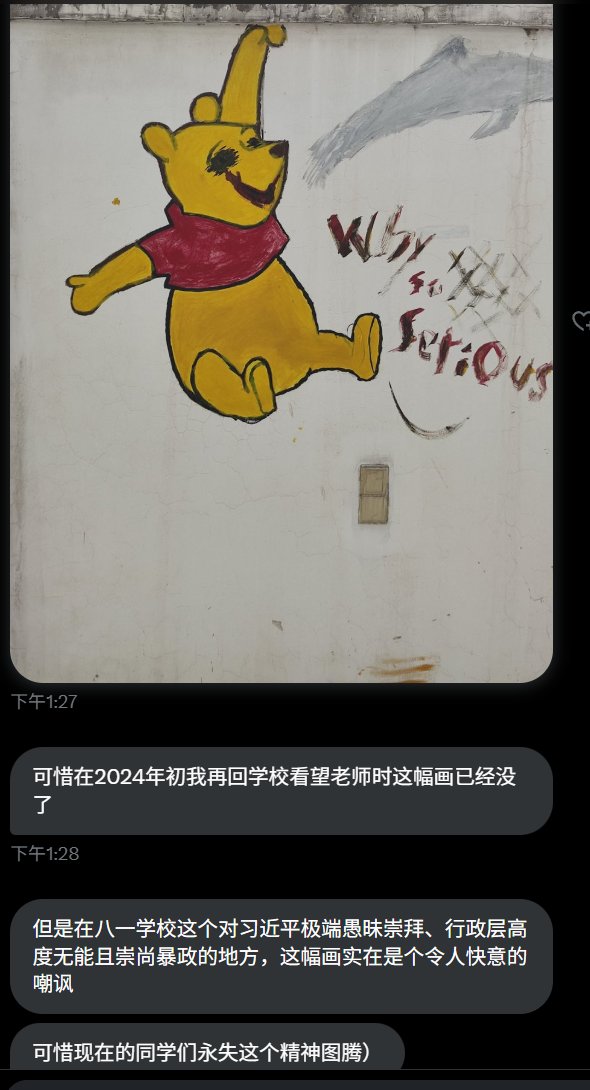 Why
so
Serious
下午1:27
可惜在2024年初我再回学校看望老师时这幅画已经没
了
下午1:28
但是在八一学校这个对习近平极端愚昧崇拜、行政层高
度无能且崇尚暴政的地方，这幅画实在是个令人快意的
嘲讽
可惜现在的同学们永失这个精神图腾）